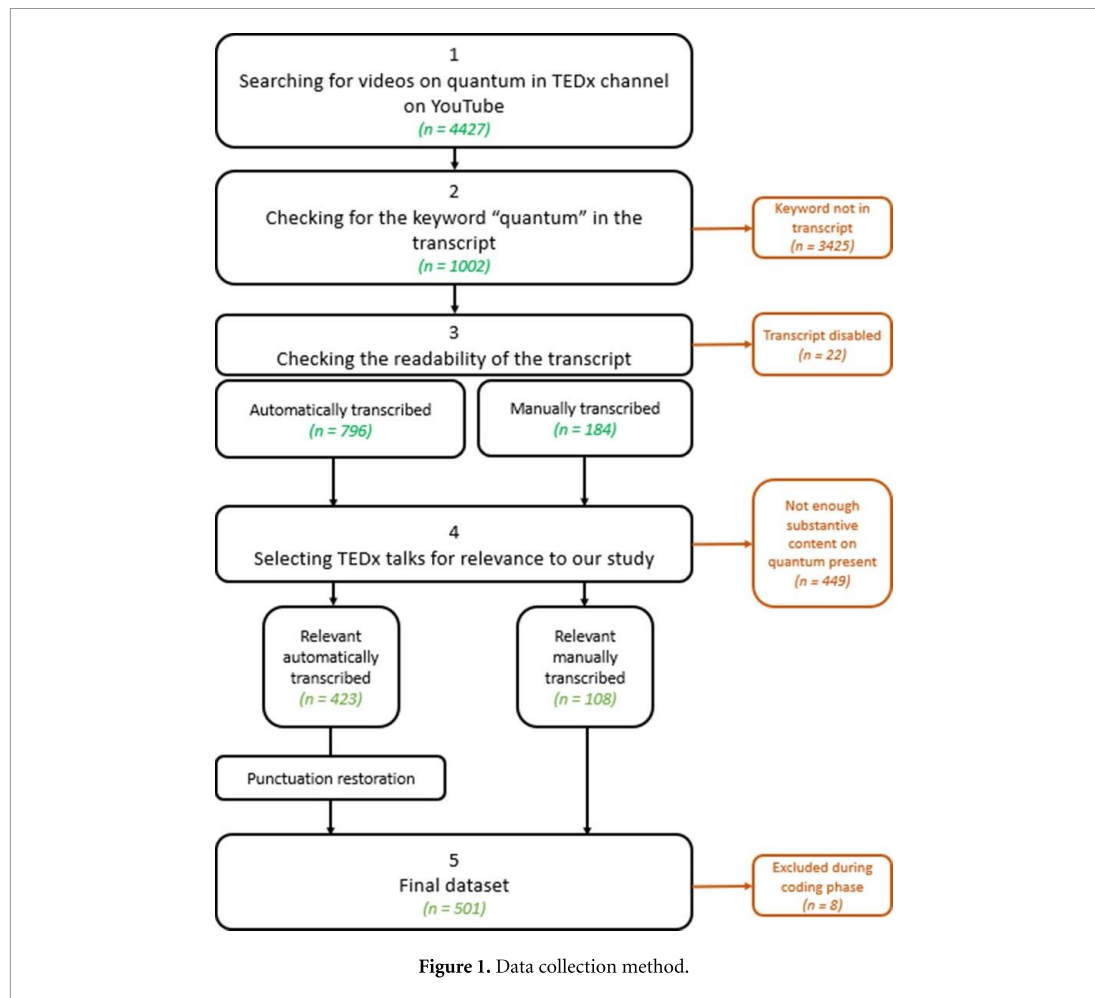 1
Searching for videos on quantum in TEDx channel
on YouTube
(n = 4427)
2
Checking for the keyword “quantum” in the
transcript
(n = 1002)
Keyword not in
transcript
(n = 3425)
3
Checking the readability of the transcript
Transcript disabled
(n = 22)
Automatically transcribed
(n = 796)
Manually transcribed
(n = 184)
4
Selecting TEDx talks for relevance to our study
Not enough
substantive
content on
quantum present
(n = 449)
Relevant
automatically
transcribed
(n = 423)
Relevant
manually
transcribed
(n = 108)
Punctuation restoration
5
Final dataset
(n = 501)
Excluded during
coding phase
(n = 8)
Figure 1. Data collection method.